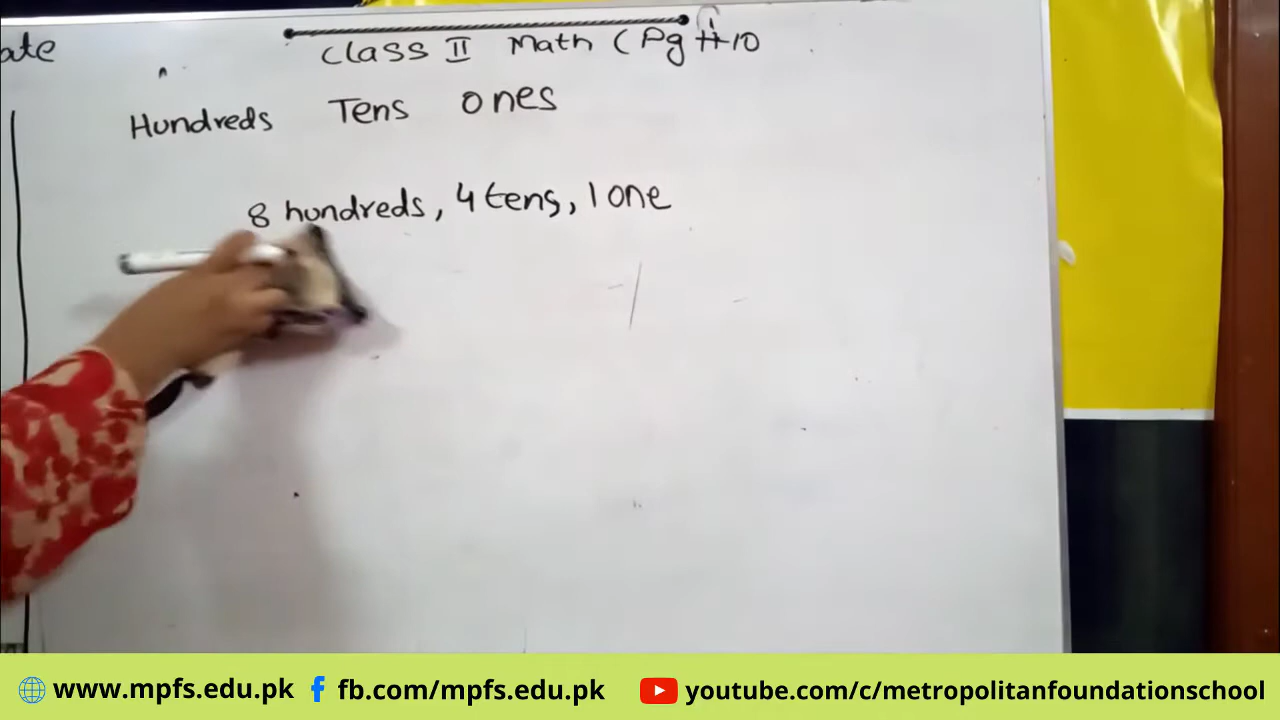 ate
Class II Math (Pg # 10
Hundreds Tens Ones
8 hundreds, 4 tens, 1 one
www.mpfs.edu.pk fb.com/mpfs.edu.pk youtube.com/c/metropolitanfoundationschool